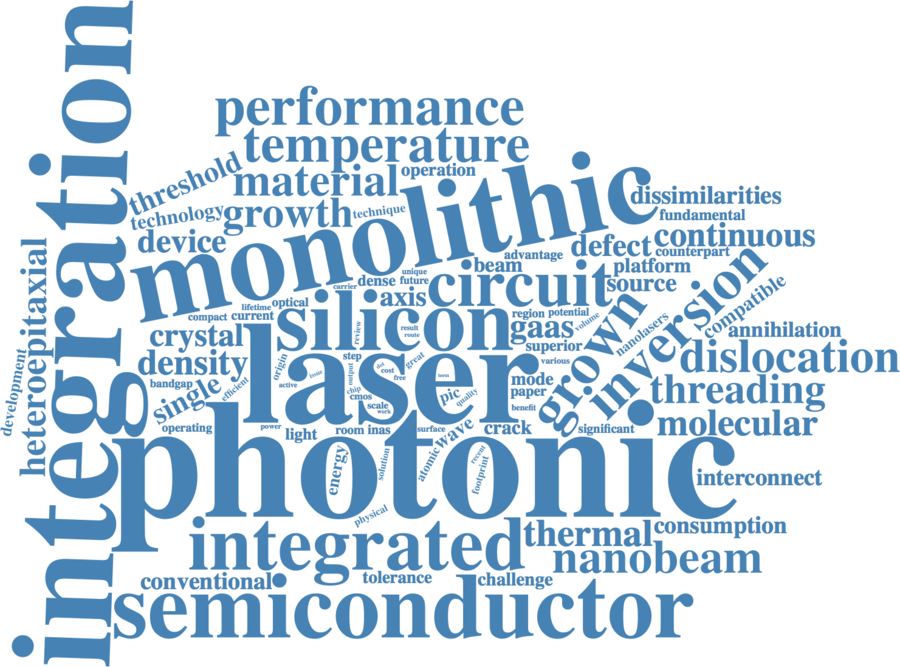 integration
performance
temperature
threshold
material
operation
monolithic
dissimilarities
technology
growth
technique
fundamental
device
advantage
defect
continuous
counterpart
heteroepitaxial
beam
platform
unique
dense
future
carrier
axis
circuit
source
inversion
lifetime
optical
compact
current
silicon
region
potential
volume
compatible
crystal
review
result
route
gaas
grown
nanolasers
annihilation
superior
development
density
origin
laser
step
output
cost
great
free
various
dislocation
bandgap
single
efficient
active
chip
cmos
scale
work
pic
quality
mode
paper
benefit
threading
operating
power
light
room
inas
surface
wave
crack
significant
molecular
photonic
energy
solution
atomic
recent
footprint
interconnect
physical
integrated
thermal
consumption
nanobeam
conventional
tolerance
challenge
semiconductor